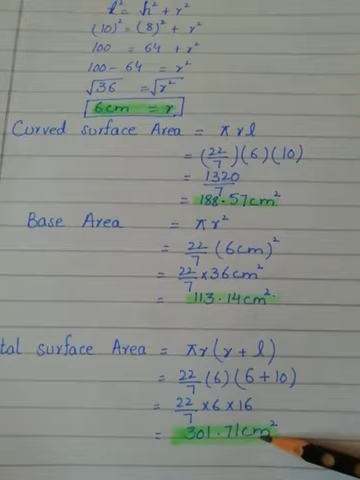 l² = h² + r²
(10)² = (8)² + r²
100 = 64 + r²
100 - 64 = r²
√36 = √r²
6cm = r
Curved surface Area = π r l
= (22/7)(6)(10)
= 1320/7
= 188.57cm²
Base Area = πr²
= 22/7 (6cm)²
= 22/7 × 36cm²
= 113.14cm²
tal surface Area = πr(r + l)
= 22/7 (6) (6 + 10)
= 22/7 × 6 × 16
= 301.71cm²